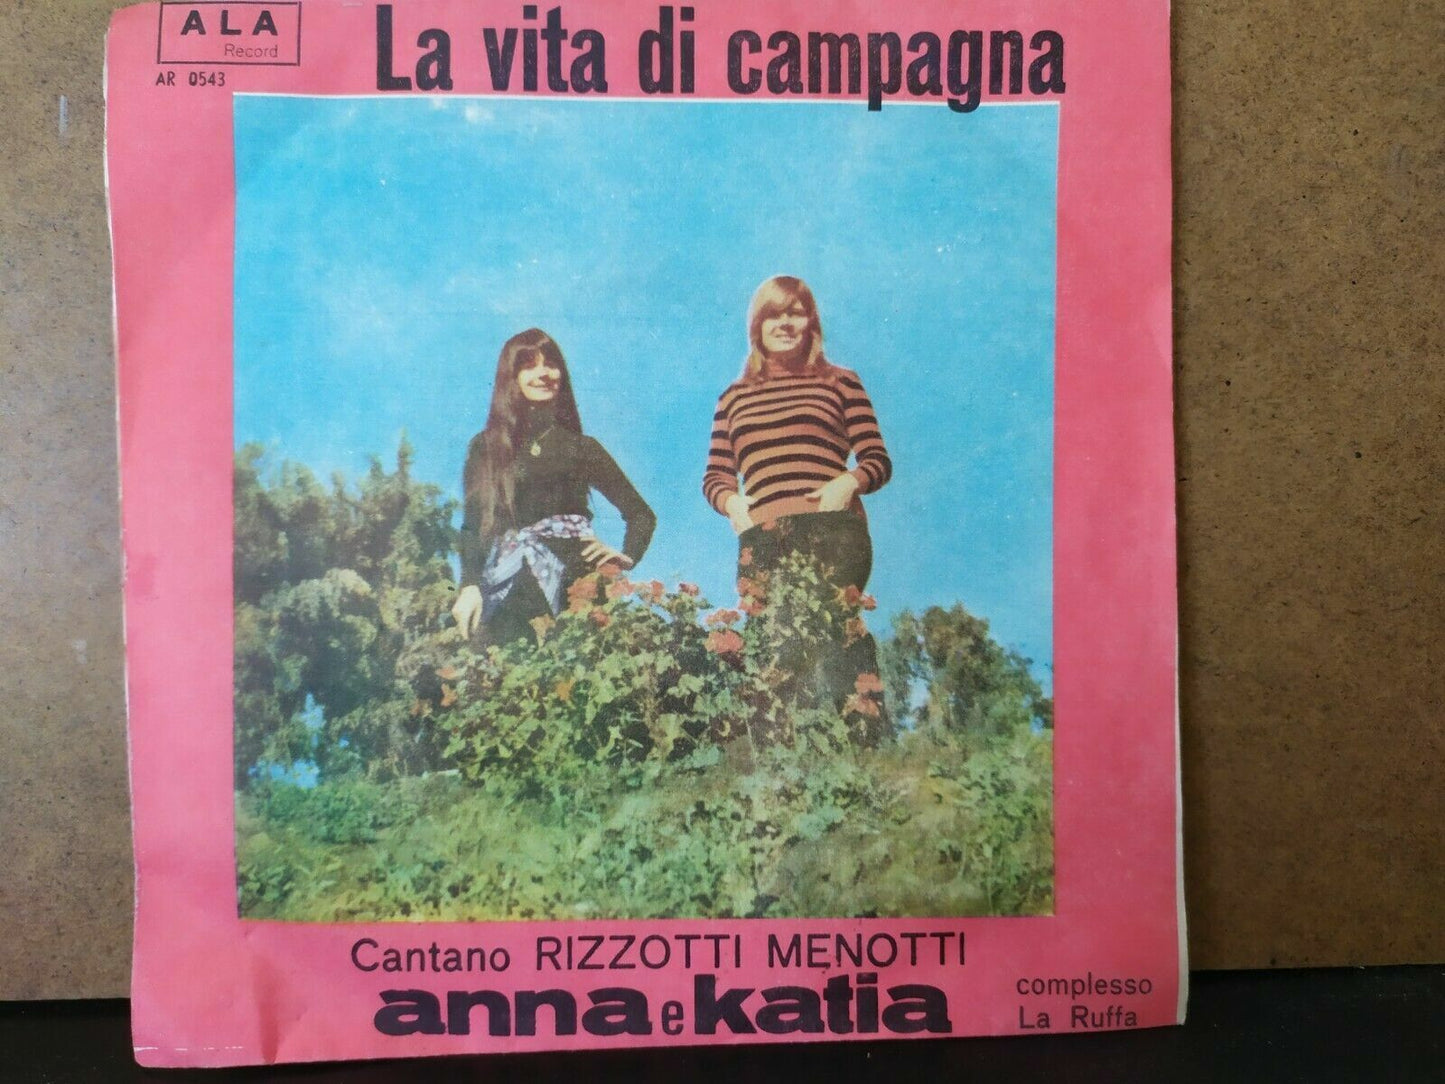 ALA
Record
AR 0543
La vita di campagna
Cantano RIZZOTTI MENOTTI
anna e katia
complesso
La Ruffa